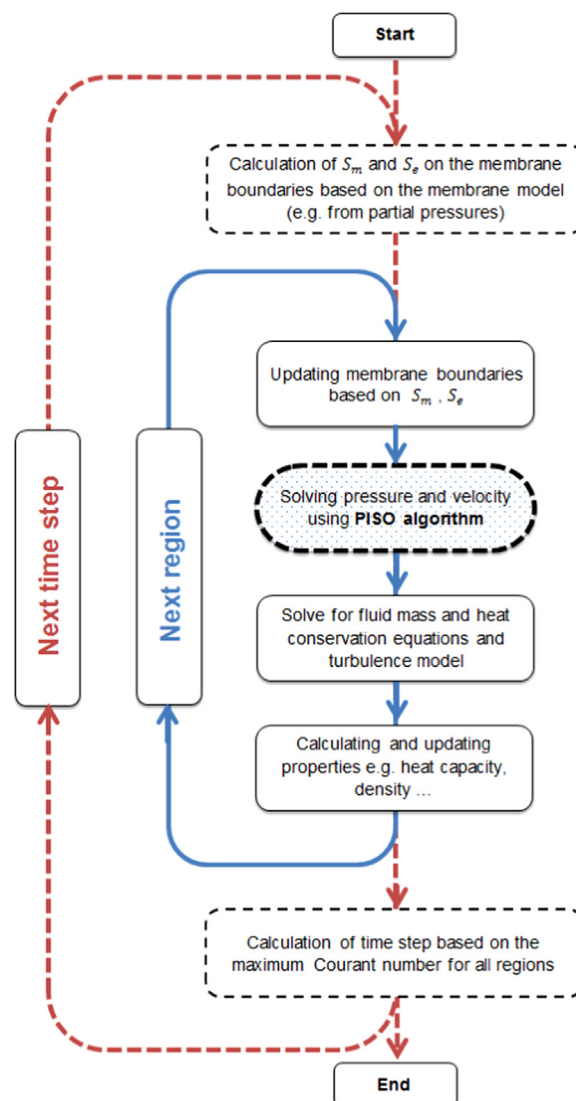 Start
Calculation of Sm and Se on the membrane
boundaries based on the membrane model
(e.g. from partial pressures)
Updating membrane boundaries
based on Sm , Se
Solving pressure and velocity
using PISO algorithm
Next time step
Next region
Solve for fluid mass and heat
conservation equations and
turbulence model
Calculating and updating
properties e.g. heat capacity,
density ...
Calculation of time step based on the
maximum Courant number for all regions
End